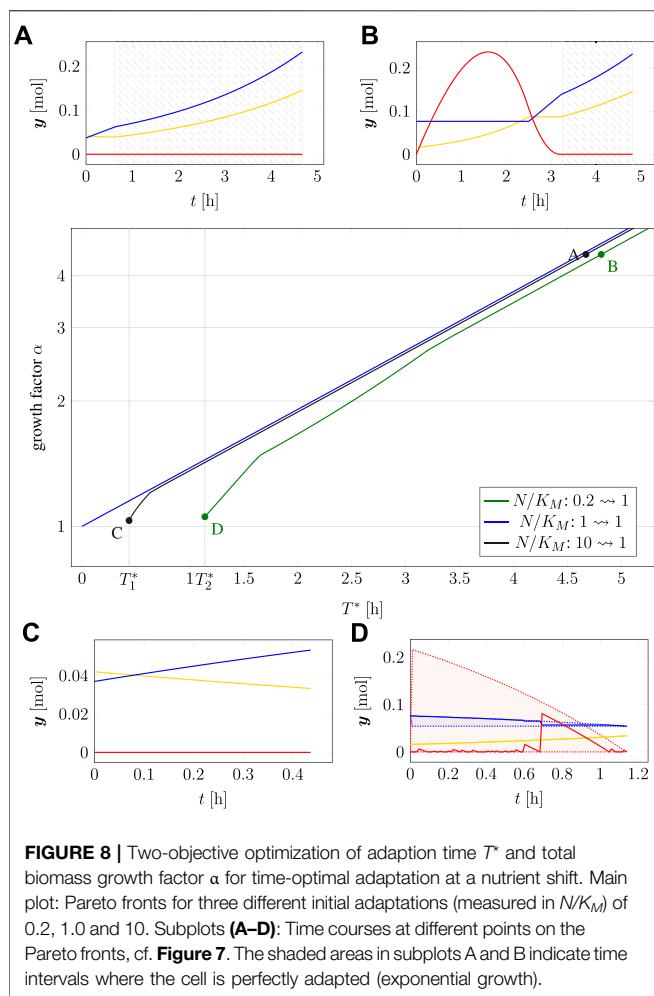 A
B
0.2
0.1
0
y [mol]
0 1 2 3 4 5
t [h]
0.2
0.1
0
y [mol]
0 1 2 3 4 5
t [h]
4
3
2
1
growth factor α
A
B
C
D
N/K_M: 0.2 ⇝ 1
N/K_M: 1 ⇝ 1
N/K_M: 10 ⇝ 1
0 T₁* 1 T₂* 1.5 2 2.5 3 3.5 4 4.5 5
T* [h]
C
D
0.04
0.02
0
y [mol]
0 0.1 0.2 0.3 0.4
t [h]
0.2
0.1
0
y [mol]
0 0.2 0.4 0.6 0.8 1 1.2
t [h]
FIGURE 8 | Two-objective optimization of adaption time T* and total
biomass growth factor α for time-optimal adaptation at a nutrient shift. Main
plot: Pareto fronts for three different initial adaptations (measured in N/K_M) of
0.2, 1.0 and 10. Subplots (A–D): Time courses at different points on the
Pareto fronts, cf. Figure 7. The shaded areas in subplots A and B indicate time
intervals where the cell is perfectly adapted (exponential growth).